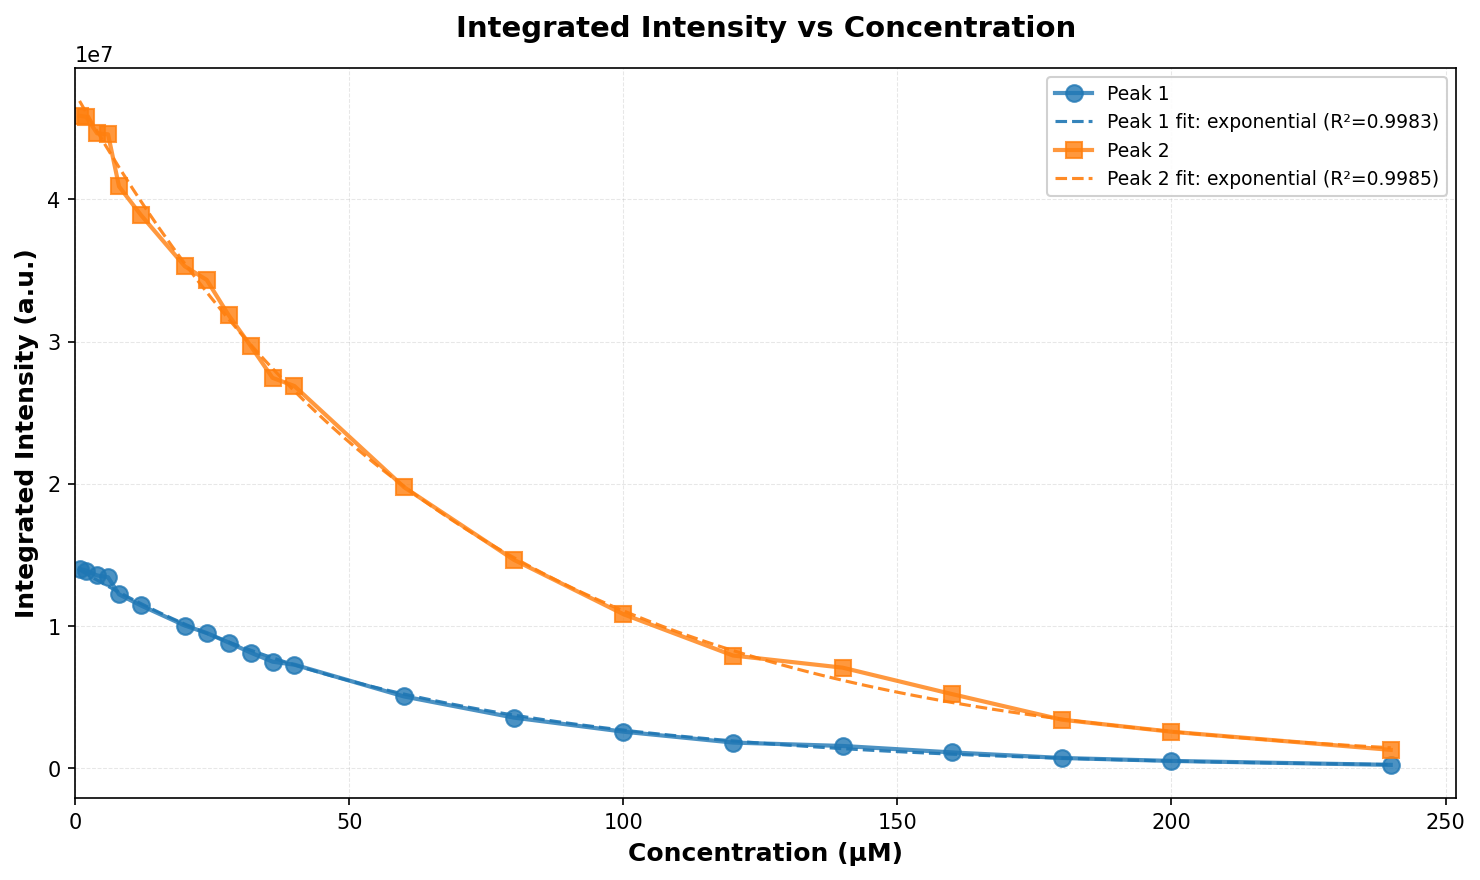 Integrated Intensity vs Concentration
1e7
Peak 1
Peak 1 fit: exponential (R²=0.9983)
Peak 2
Peak 2 fit: exponential (R²=0.9985)
4
3
2
1
0
Integrated Intensity (a.u.)
0 50 100 150 200 250
Concentration (μM)